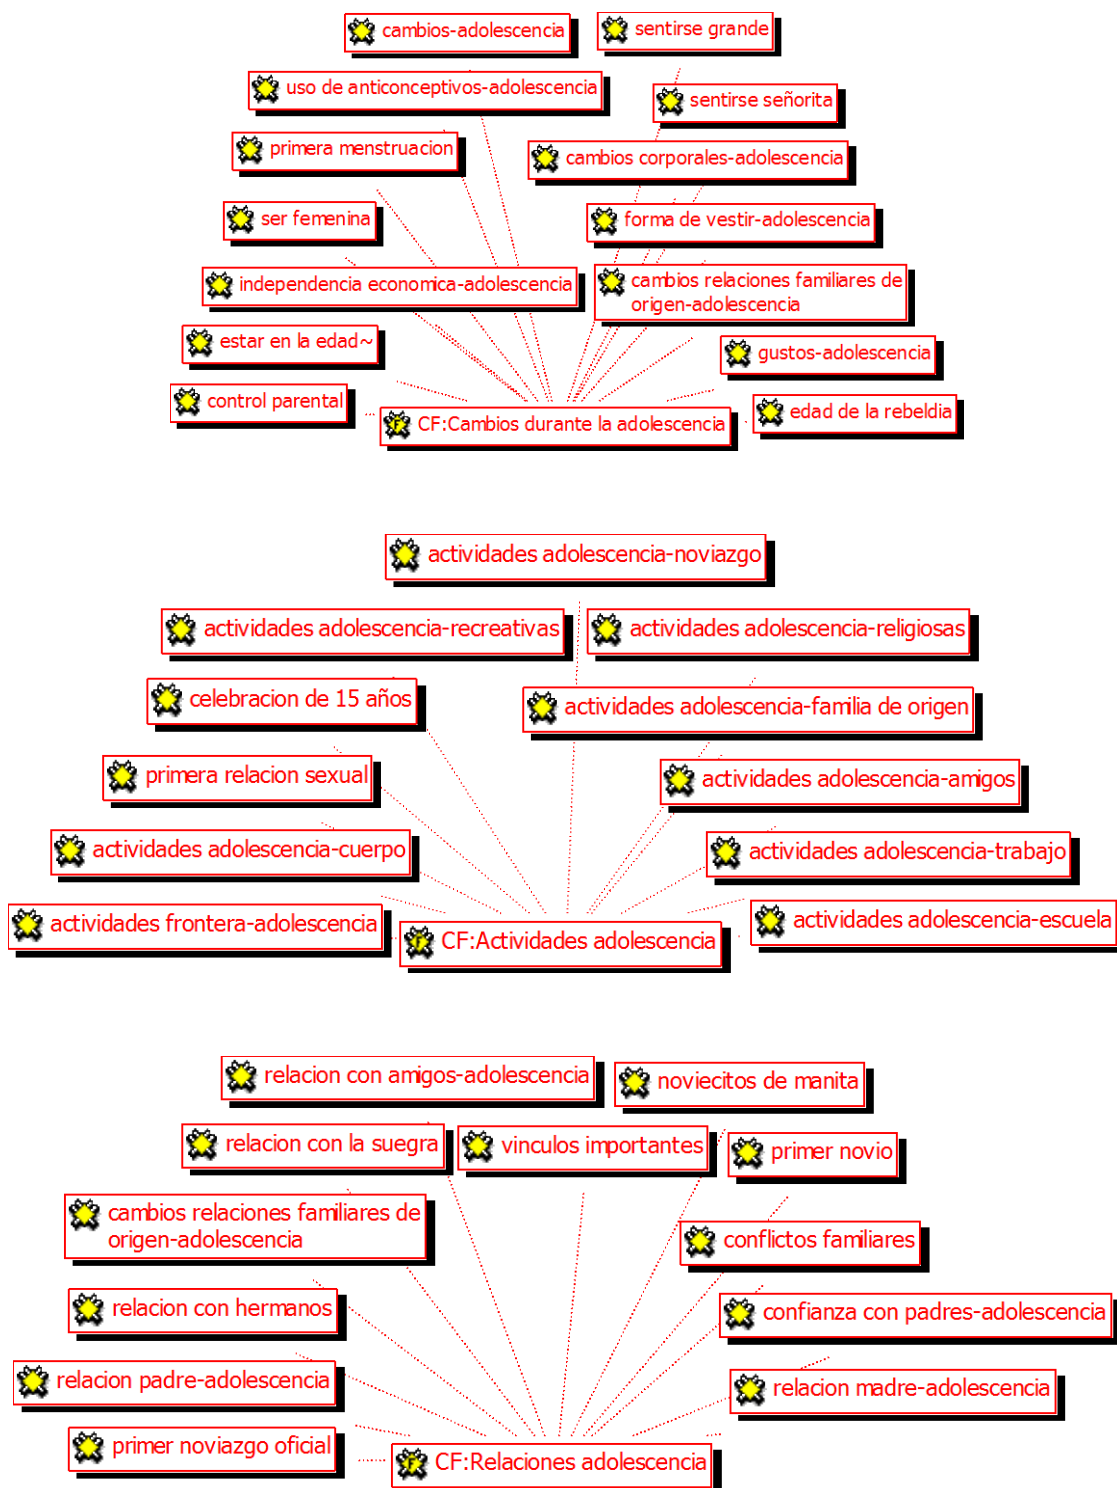 cambios-adolescencia
sentirse grande
uso de anticonceptivos-adolescencia
sentirse señorita
primera menstruacion
cambios corporales-adolescencia
ser femenina
forma de vestir-adolescencia
independencia economica-adolescencia
cambios relaciones familiares de
origen-adolescencia
estar en la edad~
gustos-adolescencia
control parental
CF:Cambios durante la adolescencia
edad de la rebeldia
actividades adolescencia-noviazgo
actividades adolescencia-recreativas
actividades adolescencia-religiosas
celebracion de 15 años
actividades adolescencia-familia de origen
primera relacion sexual
actividades adolescencia-amigos
actividades adolescencia-cuerpo
actividades adolescencia-trabajo
actividades frontera-adolescencia
CF:Actividades adolescencia
actividades adolescencia-escuela
relacion con amigos-adolescencia
noviecitos de manita
relacion con la suegra
vinculos importantes
primer novio
cambios relaciones familiares de
origen-adolescencia
conflictos familiares
relacion con hermanos
confianza con padres-adolescencia
relacion padre-adolescencia
relacion madre-adolescencia
primer noviazgo oficial
CF:Relaciones adolescencia